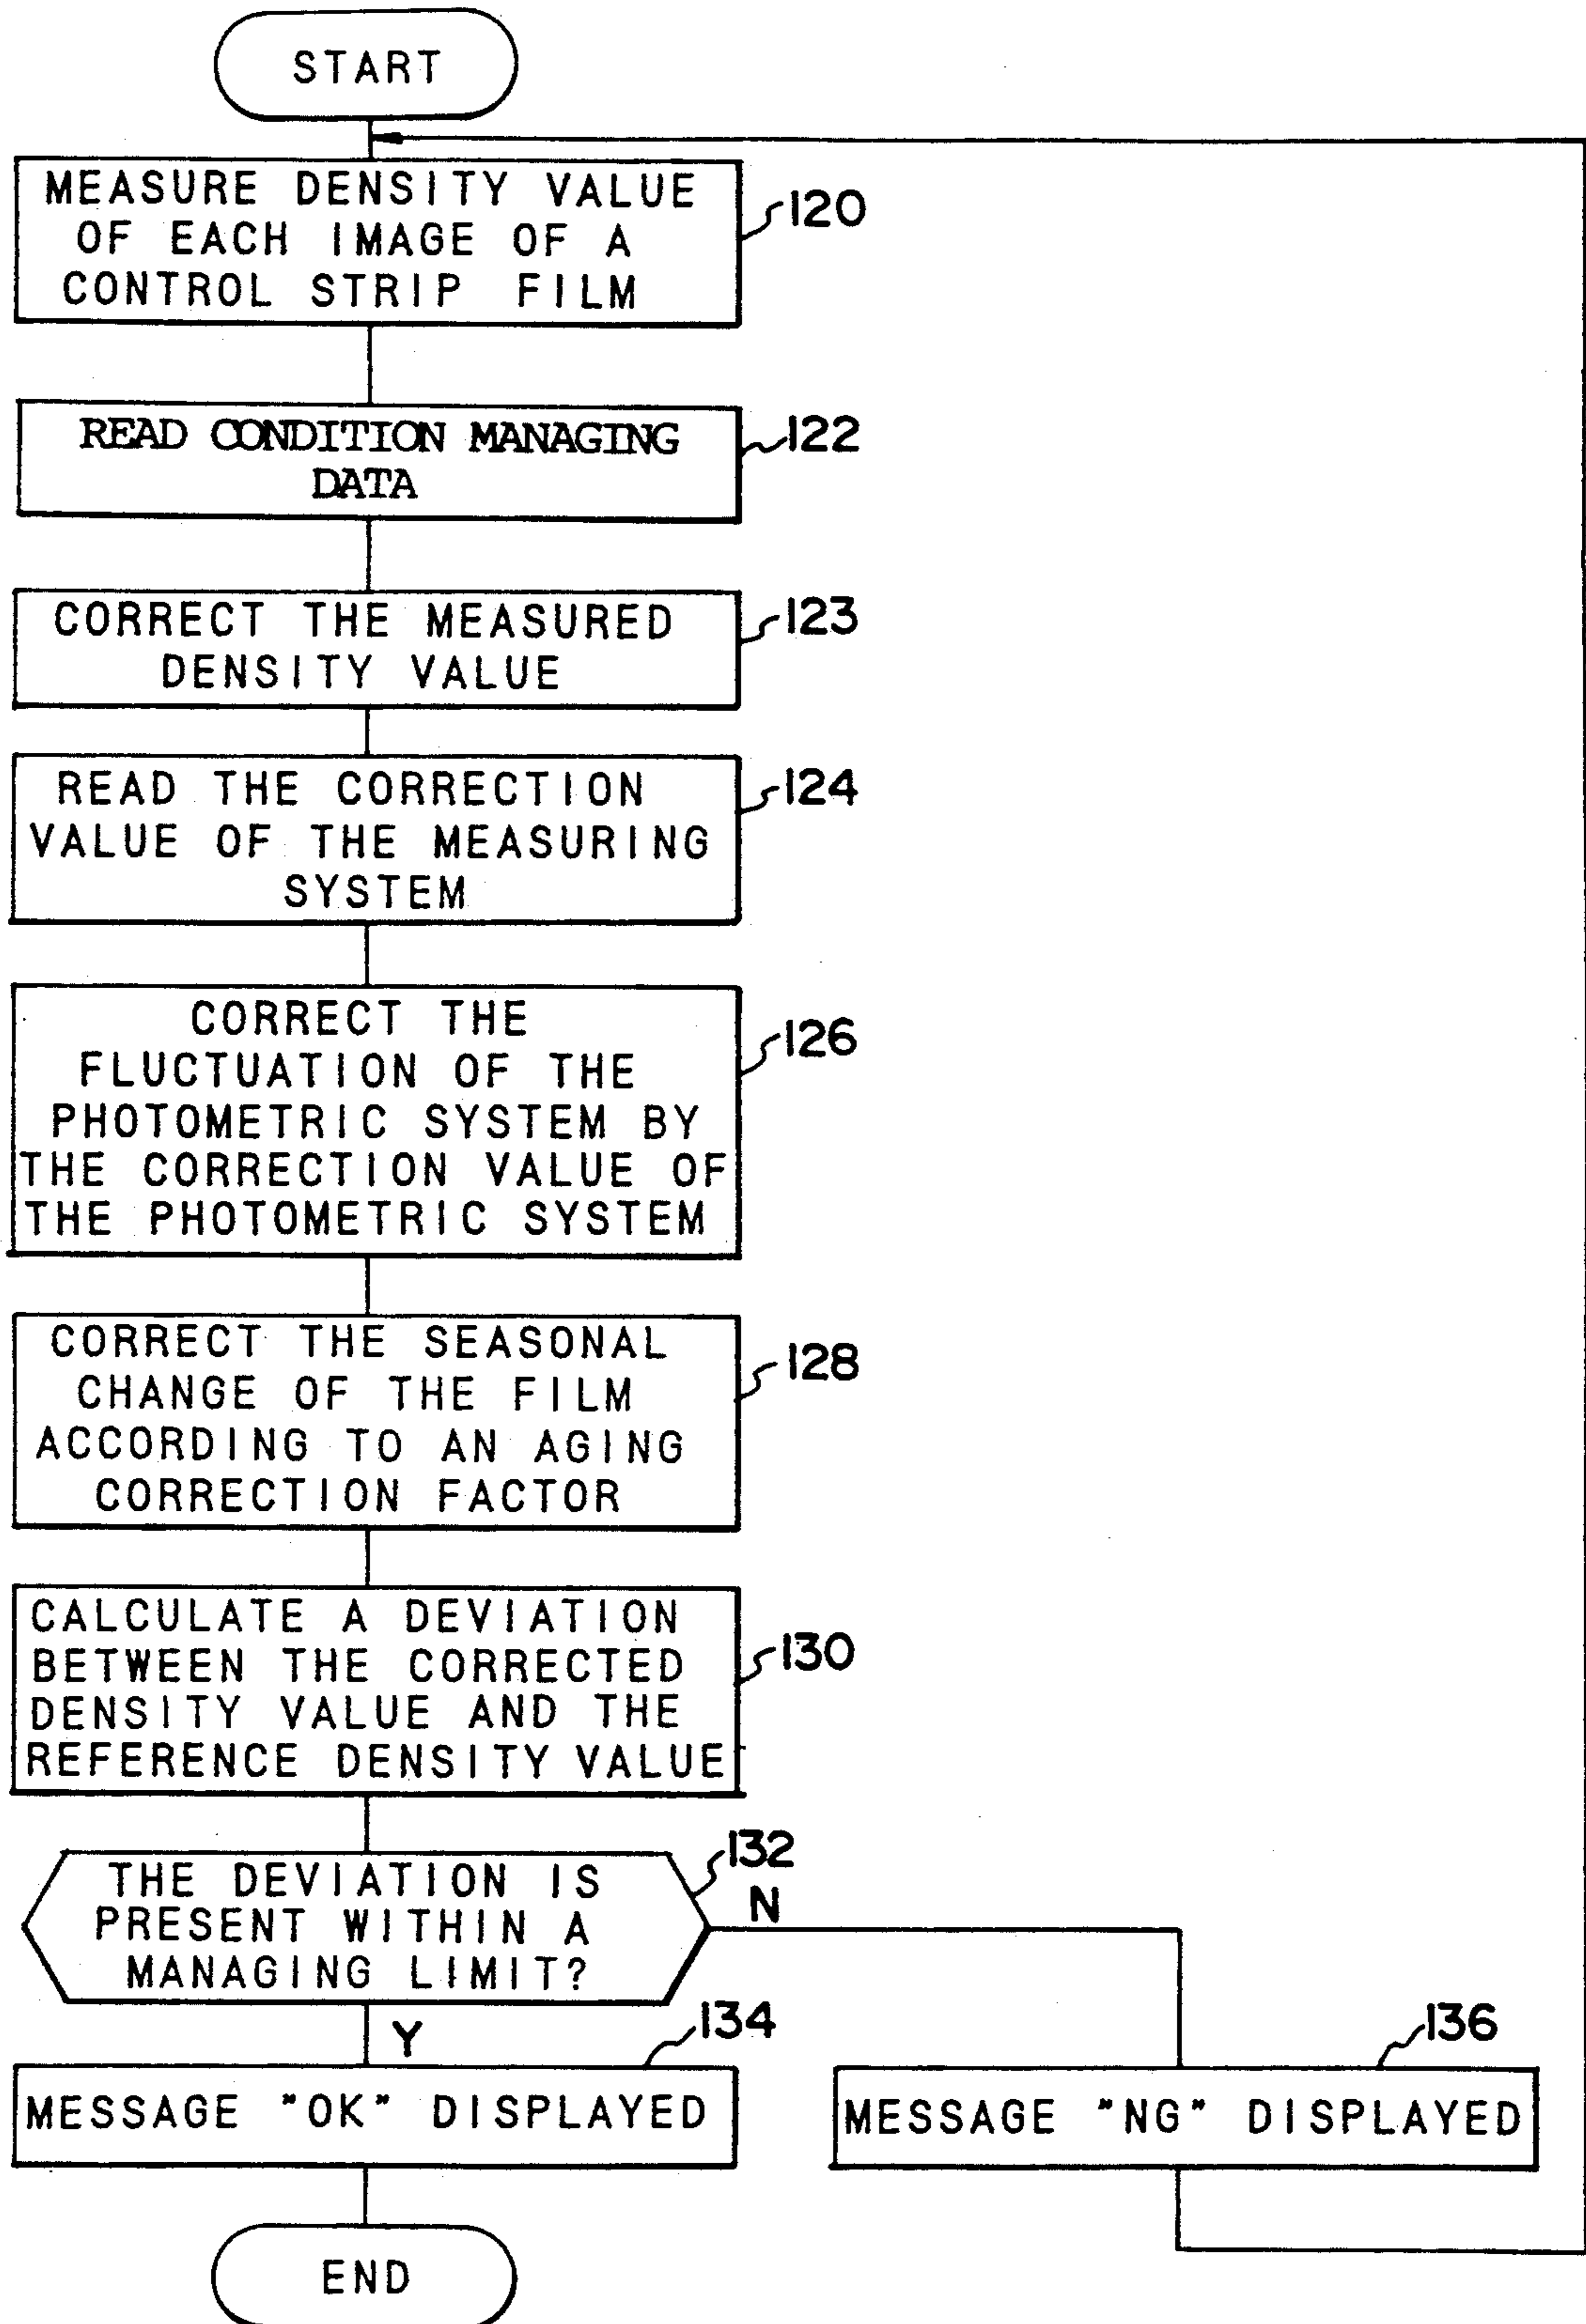 START
MEASURE DENSITY VALUE
OF EACH IMAGE OF A
CONTROL STRIP FILM
120
READ CONDITION MANAGING
DATA
122
CORRECT THE MEASURED
DENSITY VALUE
123
READ THE CORRECTION
VALUE OF THE MEASURING
SYSTEM
124
CORRECT THE
FLUCTUATION OF THE
PHOTOMETRIC SYSTEM BY
THE CORRECTION VALUE OF
THE PHOTOMETRIC SYSTEM
126
CORRECT THE SEASONAL
CHANGE OF THE FILM
ACCORDING TO AN AGING
CORRECTION FACTOR
128
CALCULATE A DEVIATION
BETWEEN THE CORRECTED
DENSITY VALUE AND THE
REFERENCE DENSITY VALUE
130
THE DEVIATION IS
PRESENT WITHIN A
MANAGING LIMIT?
132
N
Y
134
MESSAGE "OK" DISPLAYED
136
MESSAGE "NG" DISPLAYED
END